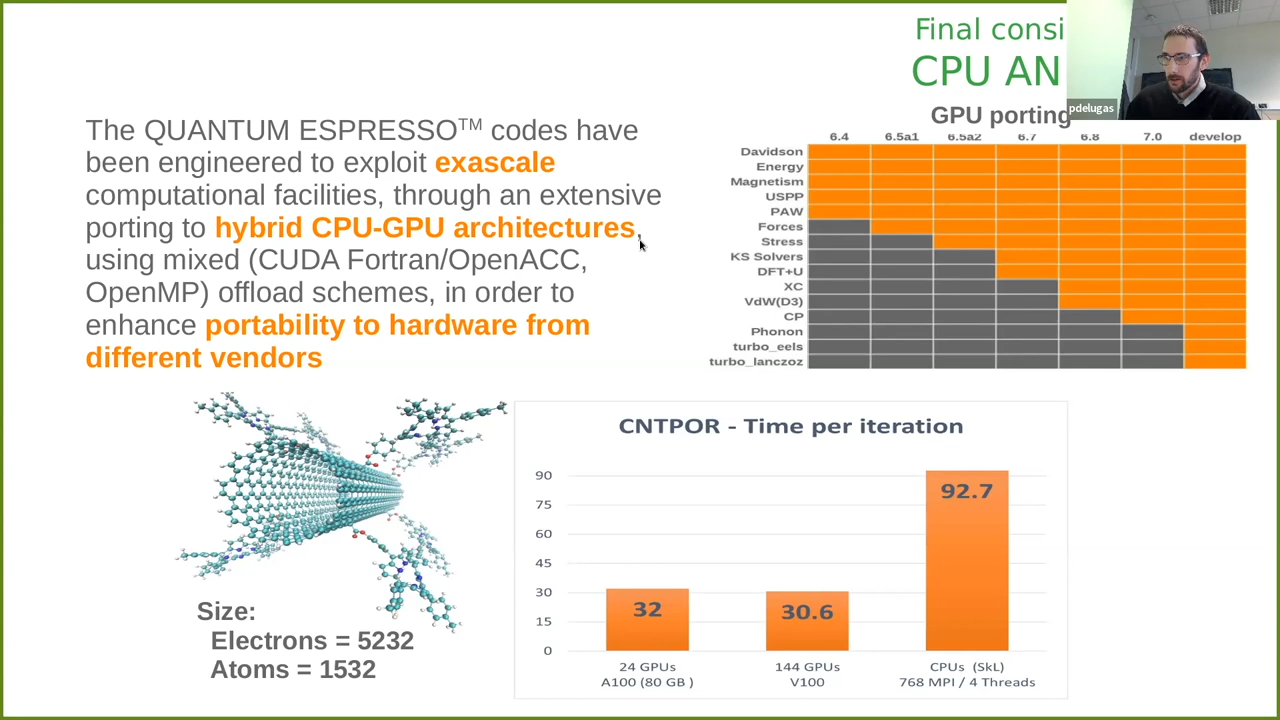 Final consi
CPU AN
pdelugas
GPU porting
The QUANTUM ESPRESSO™ codes have
been engineered to exploit exascale
computational facilities, through an extensive
porting to hybrid CPU-GPU architectures,
using mixed (CUDA Fortran/OpenACC,
OpenMP) offload schemes, in order to
enhance portability to hardware from
different vendors
6.4 6.5a1 6.5a2 6.7 6.8 7.0 develop
Davidson
Energy
Magnetism
USPP
PAW
Forces
Stress
KS Solvers
DFT+U
XC
VdW(D3)
CP
Phonon
turbo_eels
turbo_lanczoz
Size:
Electrons = 5232
Atoms = 1532
CNTPOR - Time per iteration
90
75
60
45
30
15
0
32
30.6
92.7
24 GPUs
A100 (80 GB )
144 GPUs
V100
CPUs (SkL)
768 MPI / 4 Threads